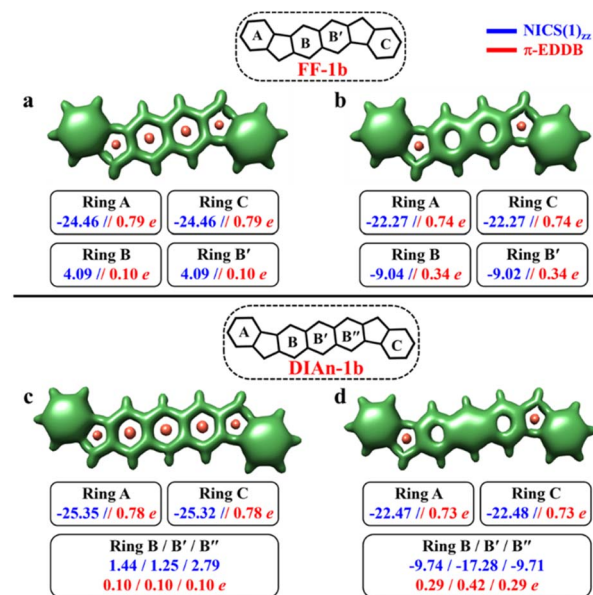 A B B′ C
FF-1b
NICS(1)zz
π-EDDB
a
b
Ring A
-24.46 // 0.79 e
Ring C
-24.46 // 0.79 e
Ring A
-22.27 // 0.74 e
Ring C
-22.27 // 0.74 e
Ring B
4.09 // 0.10 e
Ring B′
4.09 // 0.10 e
Ring B
-9.04 // 0.34 e
Ring B′
-9.02 // 0.34 e
A B B′ B″ C
DIAn-1b
c
d
Ring A
-25.35 // 0.78 e
Ring C
-25.32 // 0.78 e
Ring A
-22.47 // 0.73 e
Ring C
-22.48 // 0.73 e
Ring B / B′ / B″
1.44 / 1.25 / 2.79
0.10 / 0.10 / 0.10 e
Ring B / B′ / B″
-9.74 / -17.28 / -9.71
0.29 / 0.42 / 0.29 e